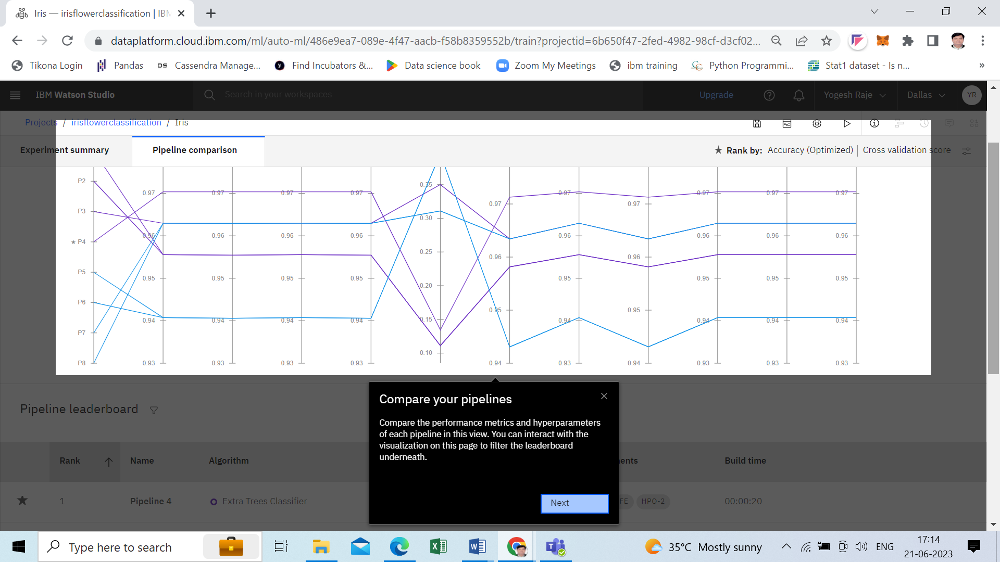 Iris — irisflowerclassification | IBM
dataplatform.cloud.ibm.com/ml/auto-ml/486e9ea7-089e-4f47-aacb-f58b8359552b/train?projectid=6b650f47-2fed-4982-98cf-d3cf02...
Tikona Login Pandas DS Cassendra Manage... Find Incubators &... Data science book Zoom My Meetings ibm training Python Programmi... Stat1 dataset - Is n... »
IBM Watson Studio Search in your workspaces Upgrade Yogesh Raje Dallas YR
Projects / irisflowerclassification / Iris
Experiment summary Pipeline comparison ★ Rank by: Accuracy (Optimized) | Cross validation score
P2 0.35
0.97 0.97 0.97 0.97 0.97 0.97 0.97 0.97
0.97 0.97
P3 0.30
0.96 0.96 0.96 0.96 0.96 0.96 0.96 0.96
★ P4
0.25
0.96 0.96
P5
0.95 0.95 0.95 0.95 0.95 0.95 0.95 0.95
0.20
P6
0.95 0.95
0.94 0.94 0.94 0.94 0.15 0.94 0.94 0.94 0.94
P7
0.10
P8 0.93 0.93 0.93 0.93 0.94 0.93 0.94 0.93 0.93 0.93
Compare your pipelines
Compare the performance metrics and hyperparameters
of each pipeline in this view. You can interact with the
visualization on this page to filter the leaderboard
underneath.
Next
Pipeline leaderboard
Rank Name Algorithm ents Build time
★ 1 Pipeline 4 Extra Trees Classifier FE HPO-2 00:00:20
Type here to search 35°C Mostly sunny ENG 17:14
21-06-2023